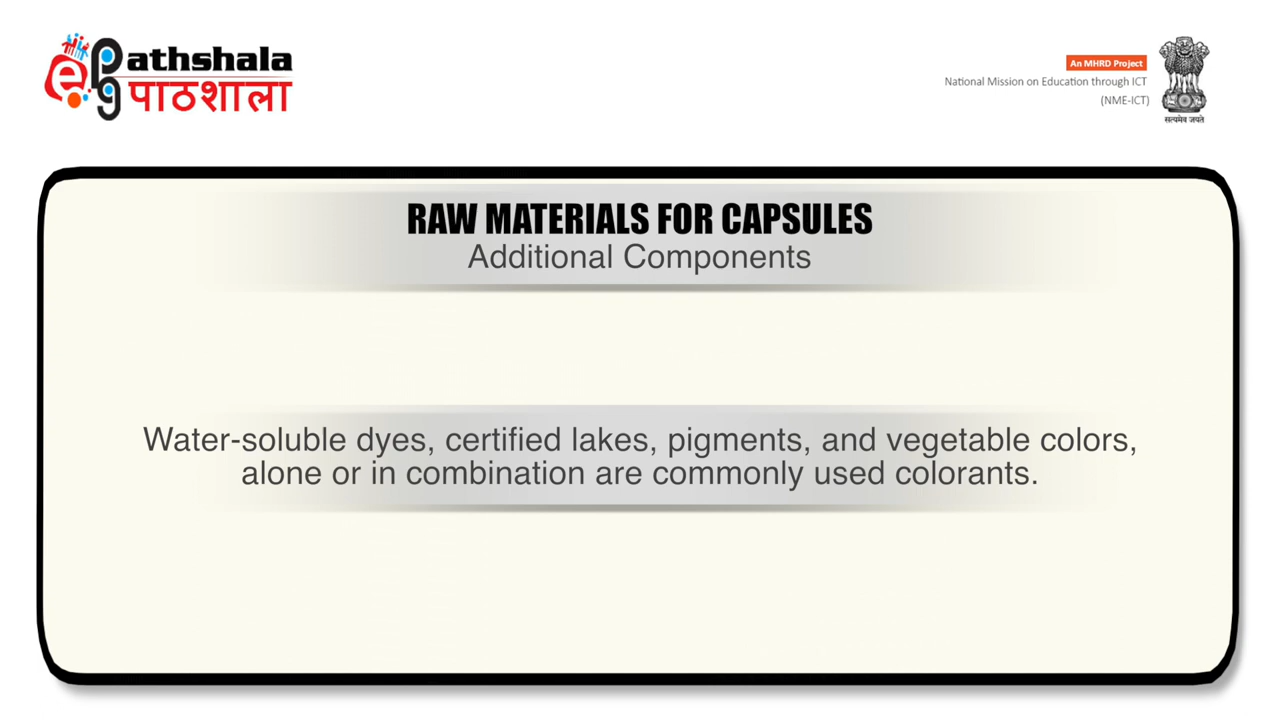 e PG Pathshala
पाठशाला
An MHRD Project
National Mission on Education through ICT
(NME-ICT)
सत्यमेव जयते
RAW MATERIALS FOR CAPSULES
Additional Components
Water-soluble dyes, certified lakes, pigments, and vegetable colors,
alone or in combination are commonly used colorants.